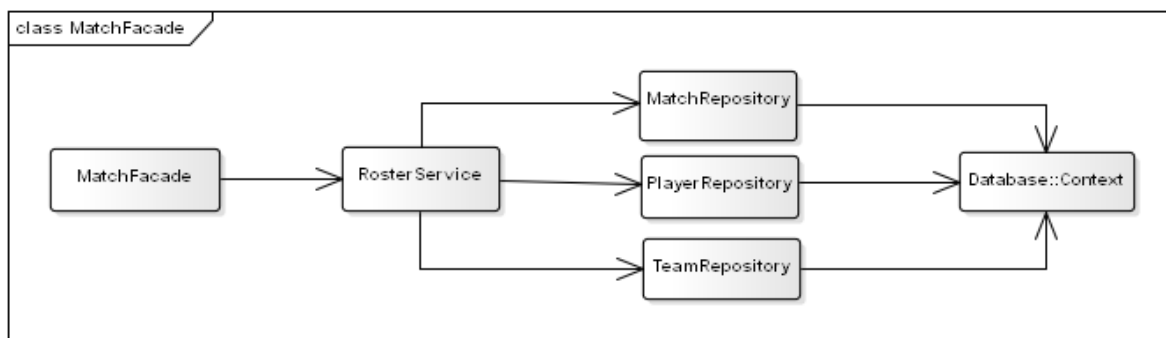 class MatchFacade
MatchFacade
RosterService
MatchRepository
PlayerRepository
TeamRepository
Database::Context